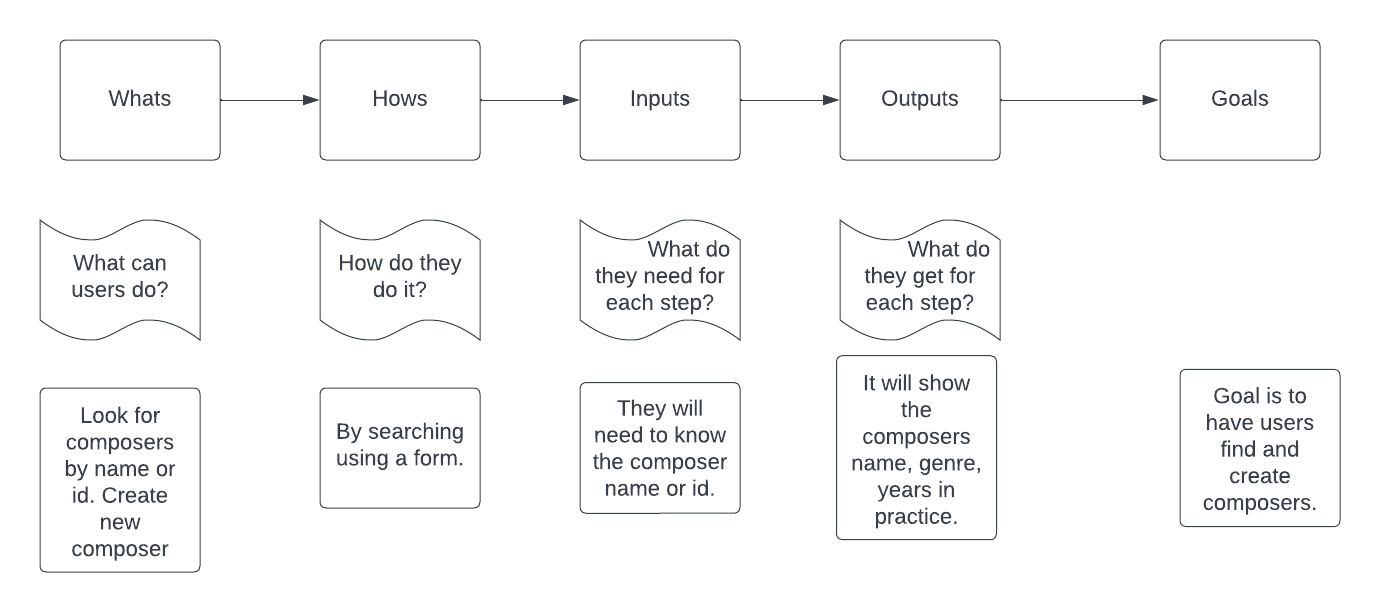 Whats
Hows
Inputs
Outputs
Goals
What can
users do?
How do they
do it?
What do
they need for
each step?
What do
they get for
each step?
Look for
composers
by name or
id. Create
new
composer
By searching
using a form.
They will
need to know
the composer
name or id.
It will show
the
composers
name, genre,
years in
practice.
Goal is to
have users
find and
create
composers.